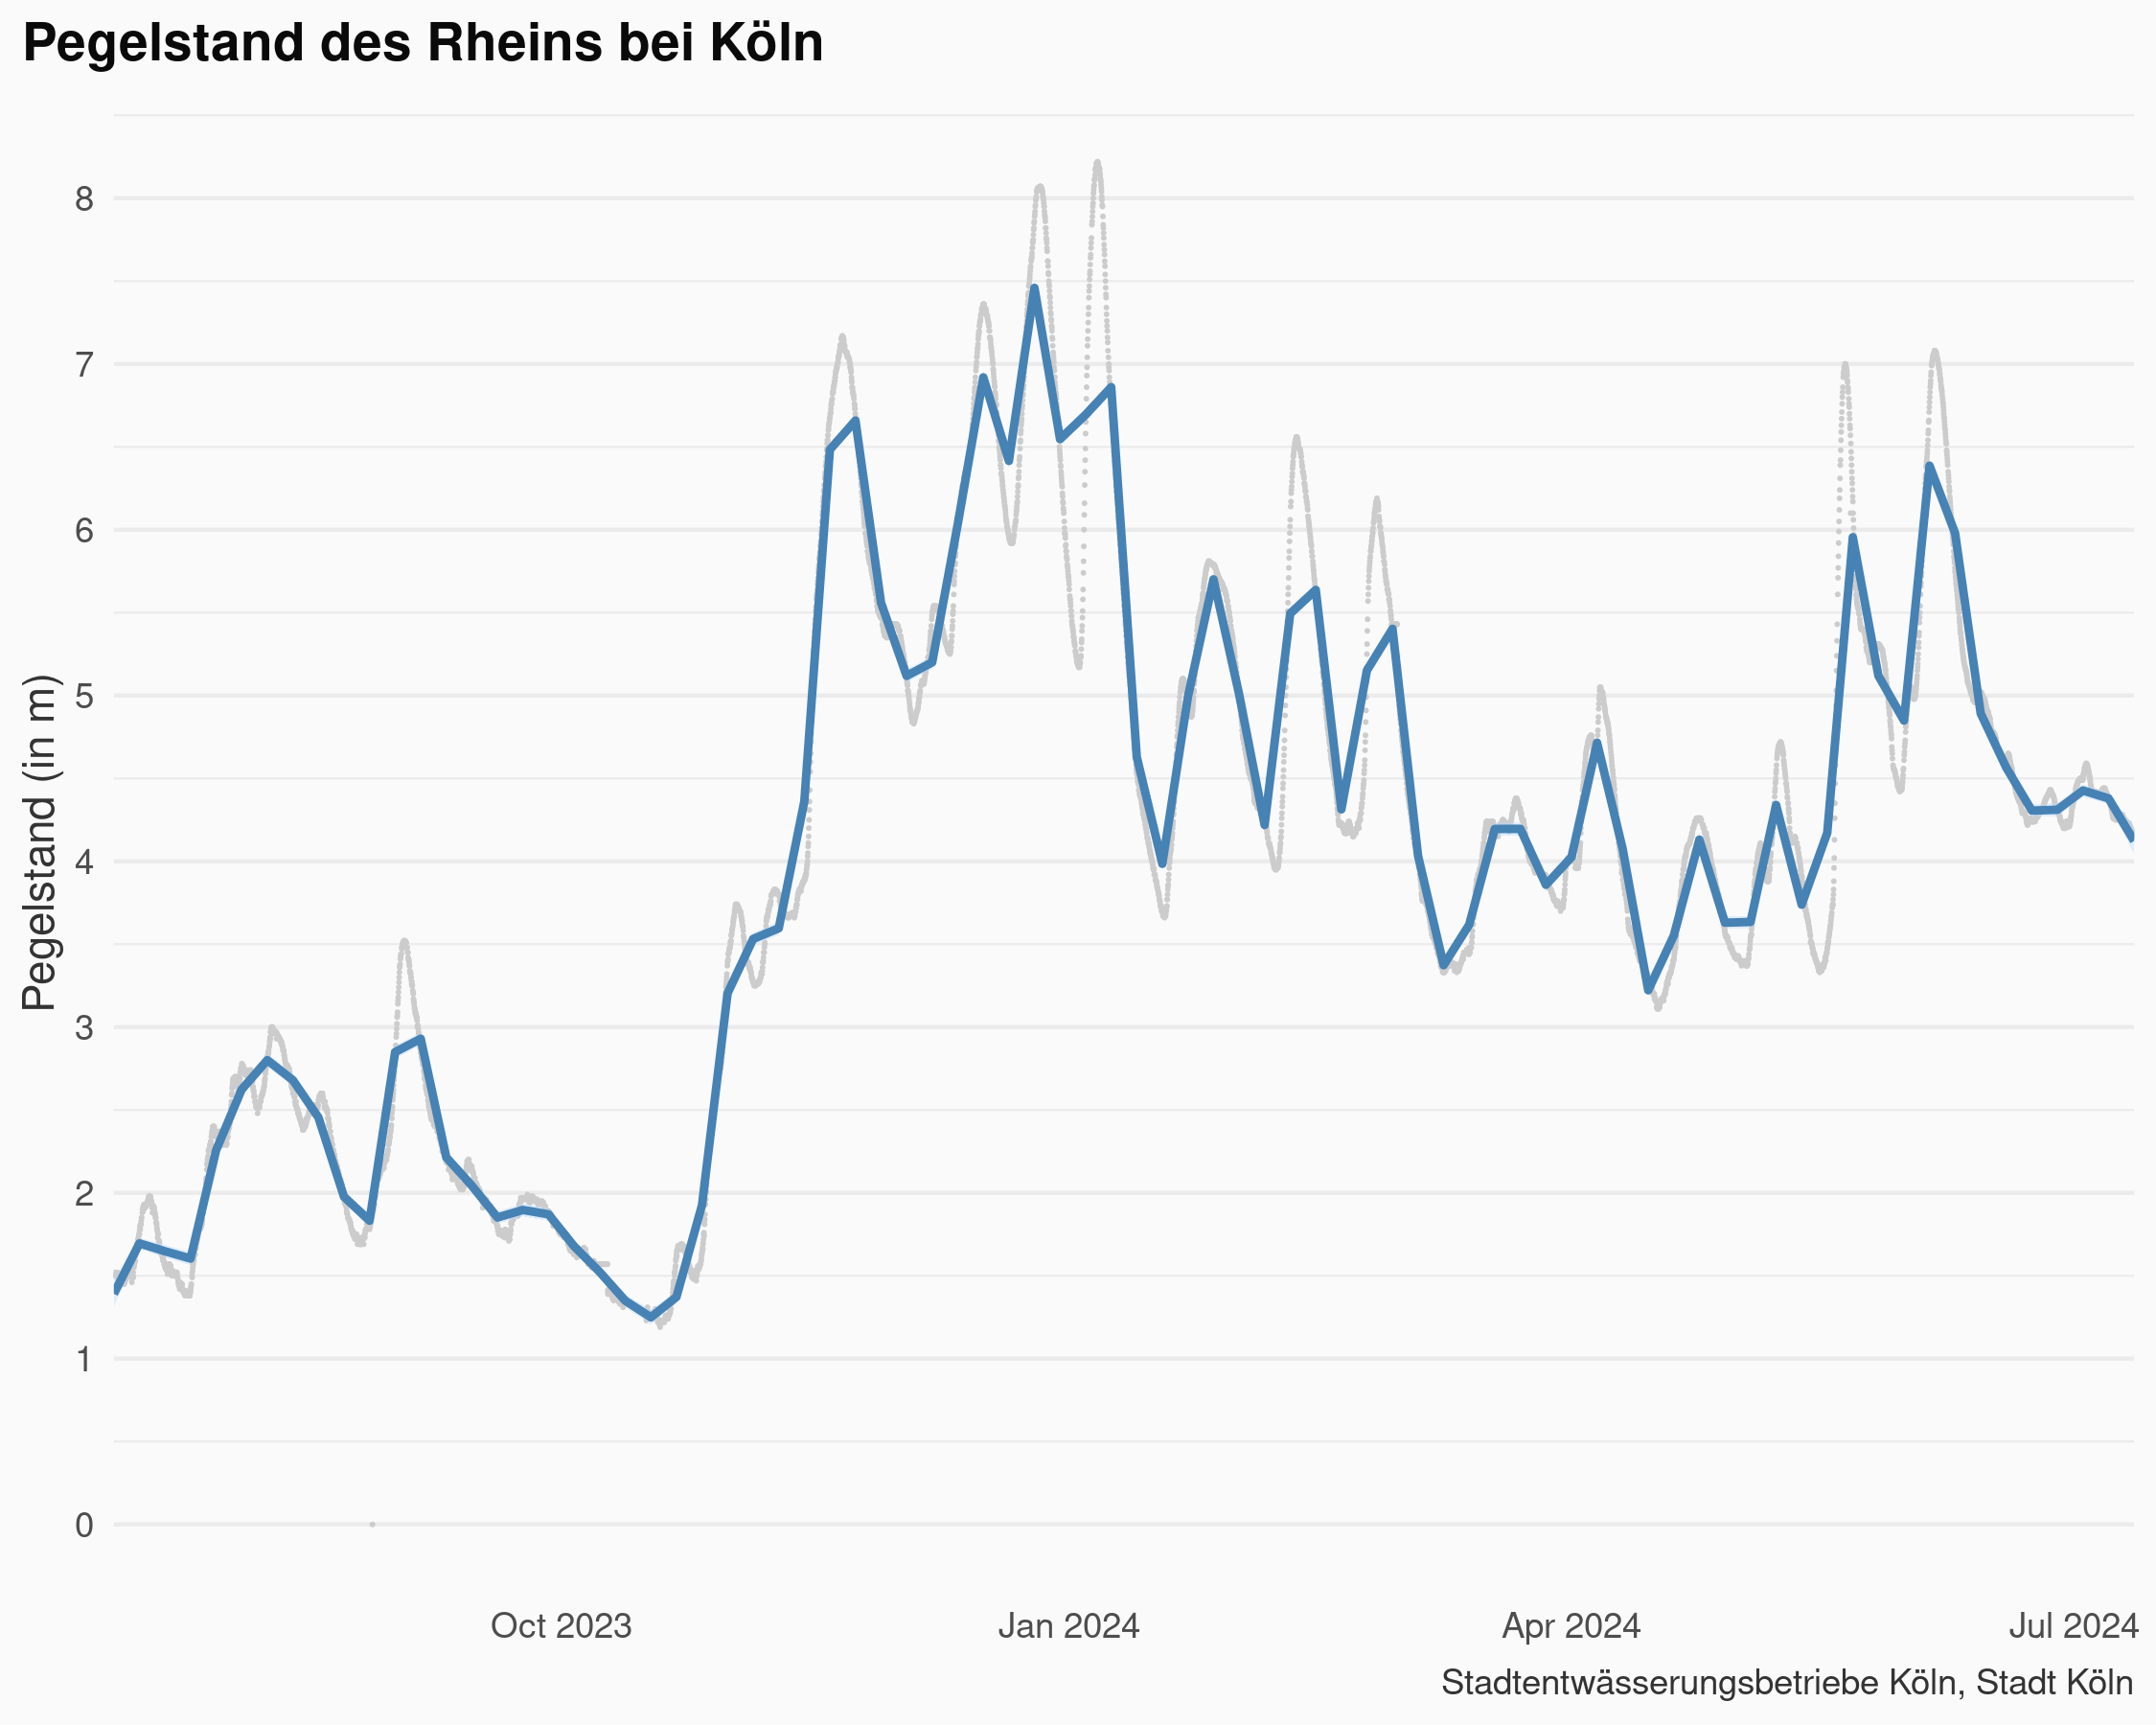 Pegelstand des Rheins bei Köln
Pegelstand (in m)
8
7
6
5
4
3
2
1
0
Oct 2023 Jan 2024 Apr 2024 Jul 2024
Stadtentwässerungsbetriebe Köln, Stadt Köln